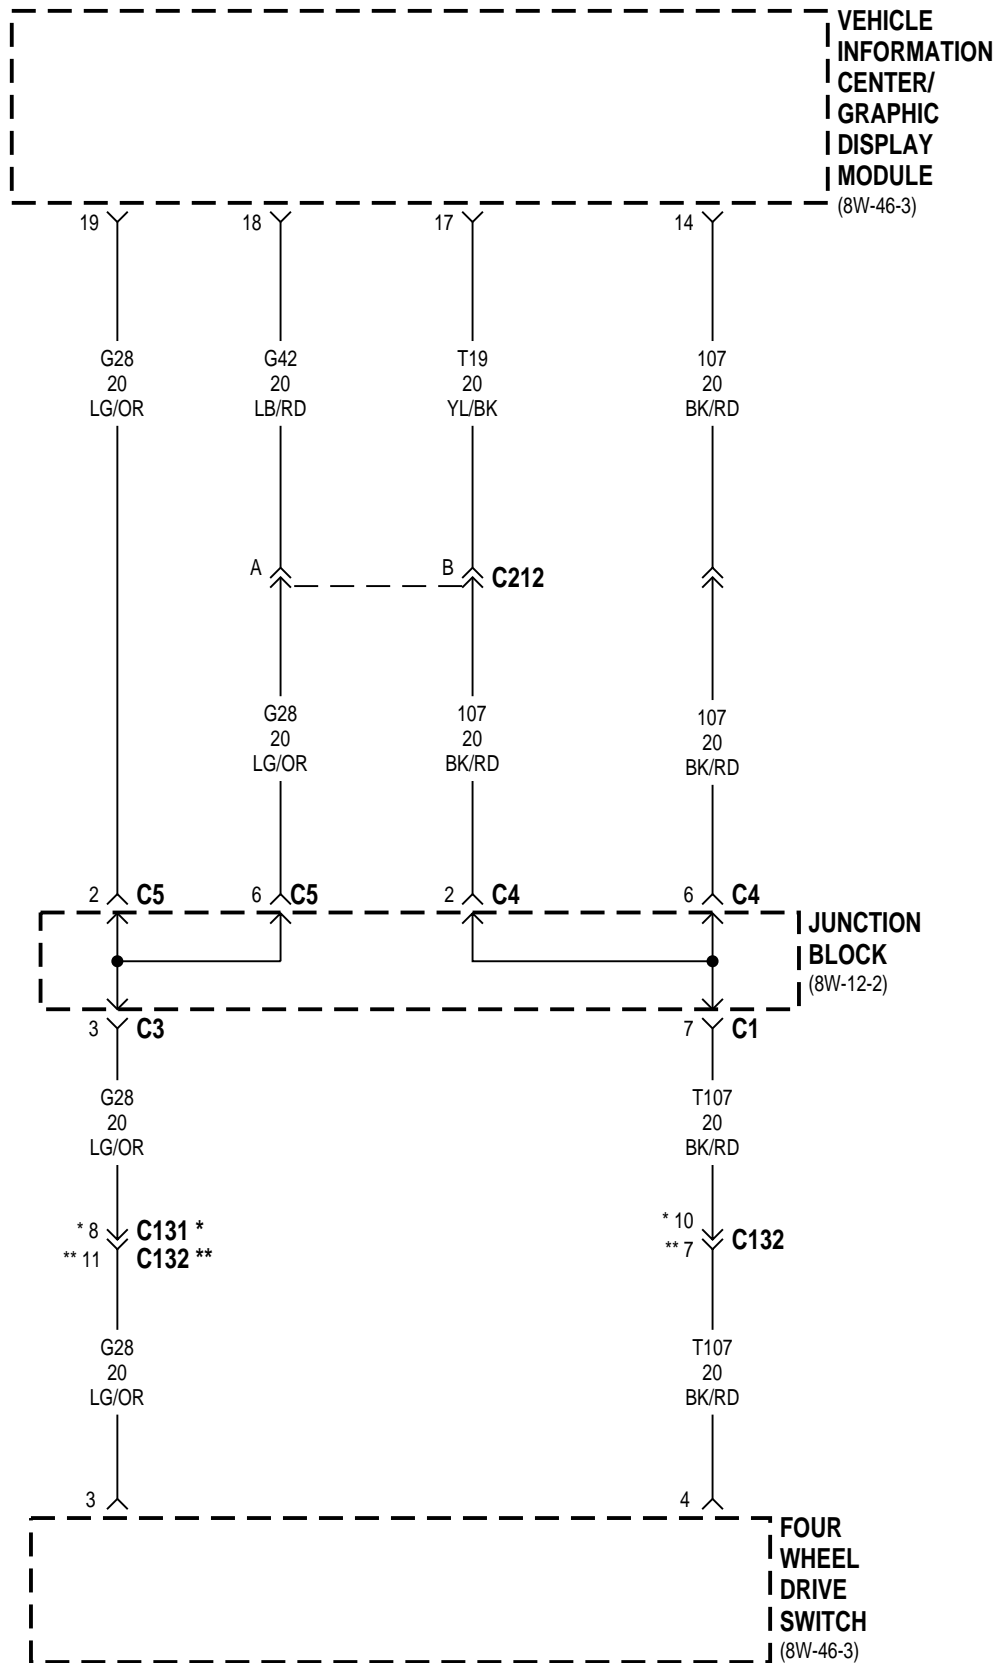 VEHICLE
INFORMATION
CENTER/
GRAPHIC
DISPLAY
MODULE
(8W-46-3)
19
18
17
14
G28
20
LG/OR
G42
20
LB/RD
T19
20
YL/BK
107
20
BK/RD
A
B
C212
G28
20
LG/OR
107
20
BK/RD
107
20
BK/RD
2 C5
6 C5
2 C4
6 C4
JUNCTION
BLOCK
(8W-12-2)
3 C3
7 C1
G28
20
LG/OR
T107
20
BK/RD
* 8 C131 *
** 11 C132 **
* 10
** 7
C132
G28
20
LG/OR
T107
20
BK/RD
3
4
FOUR
WHEEL
DRIVE
SWITCH
(8W-46-3)